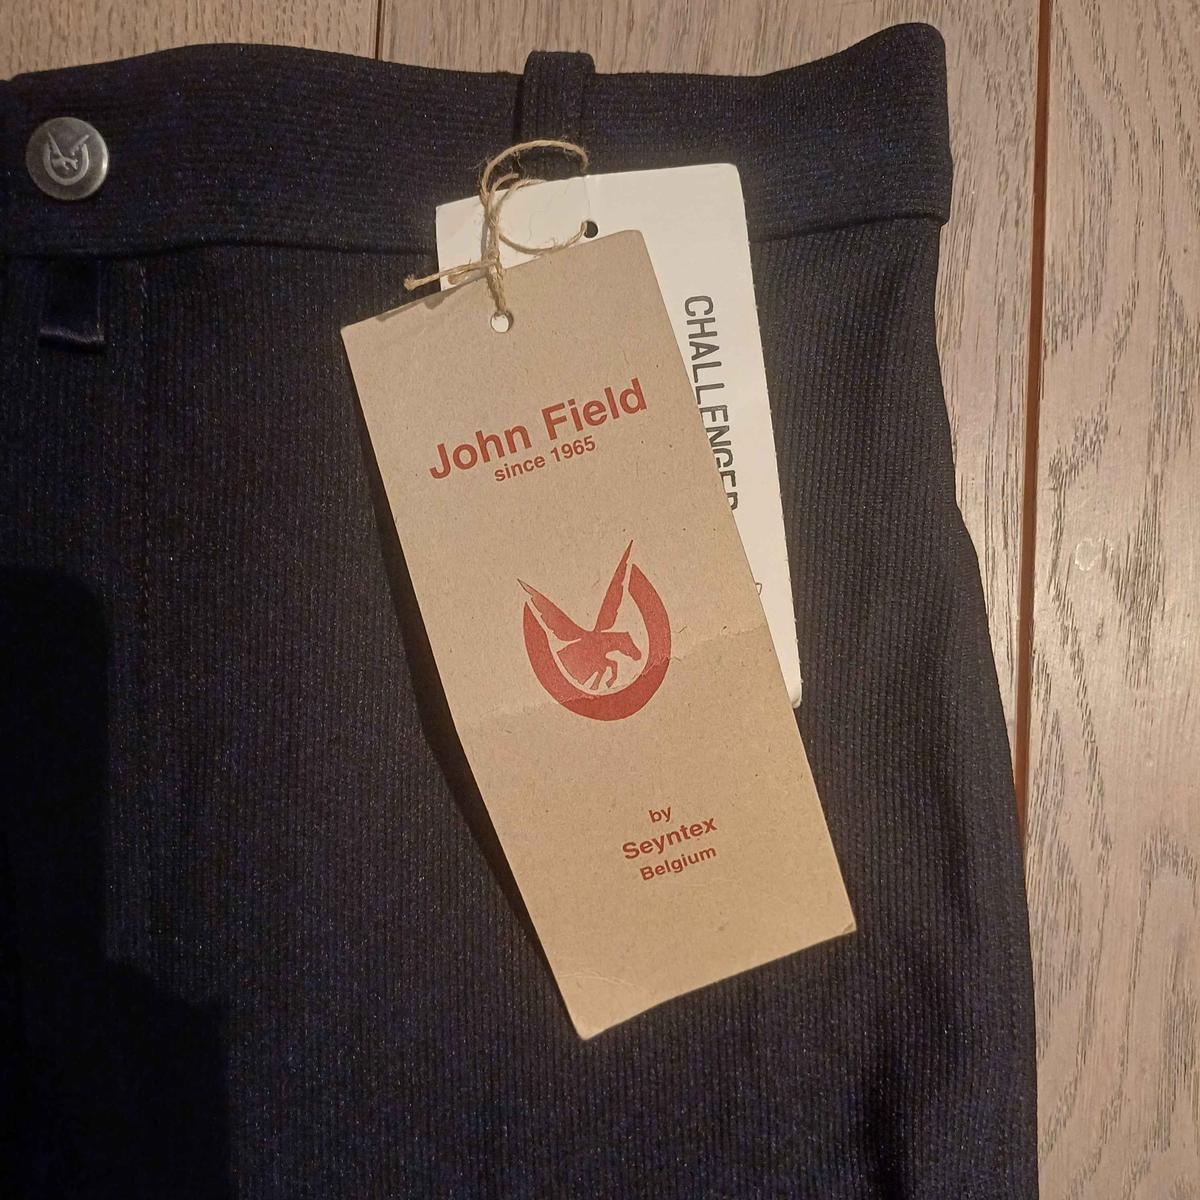 John Field
since 1965
by
Seyntex
Belgium
CHALLENGER